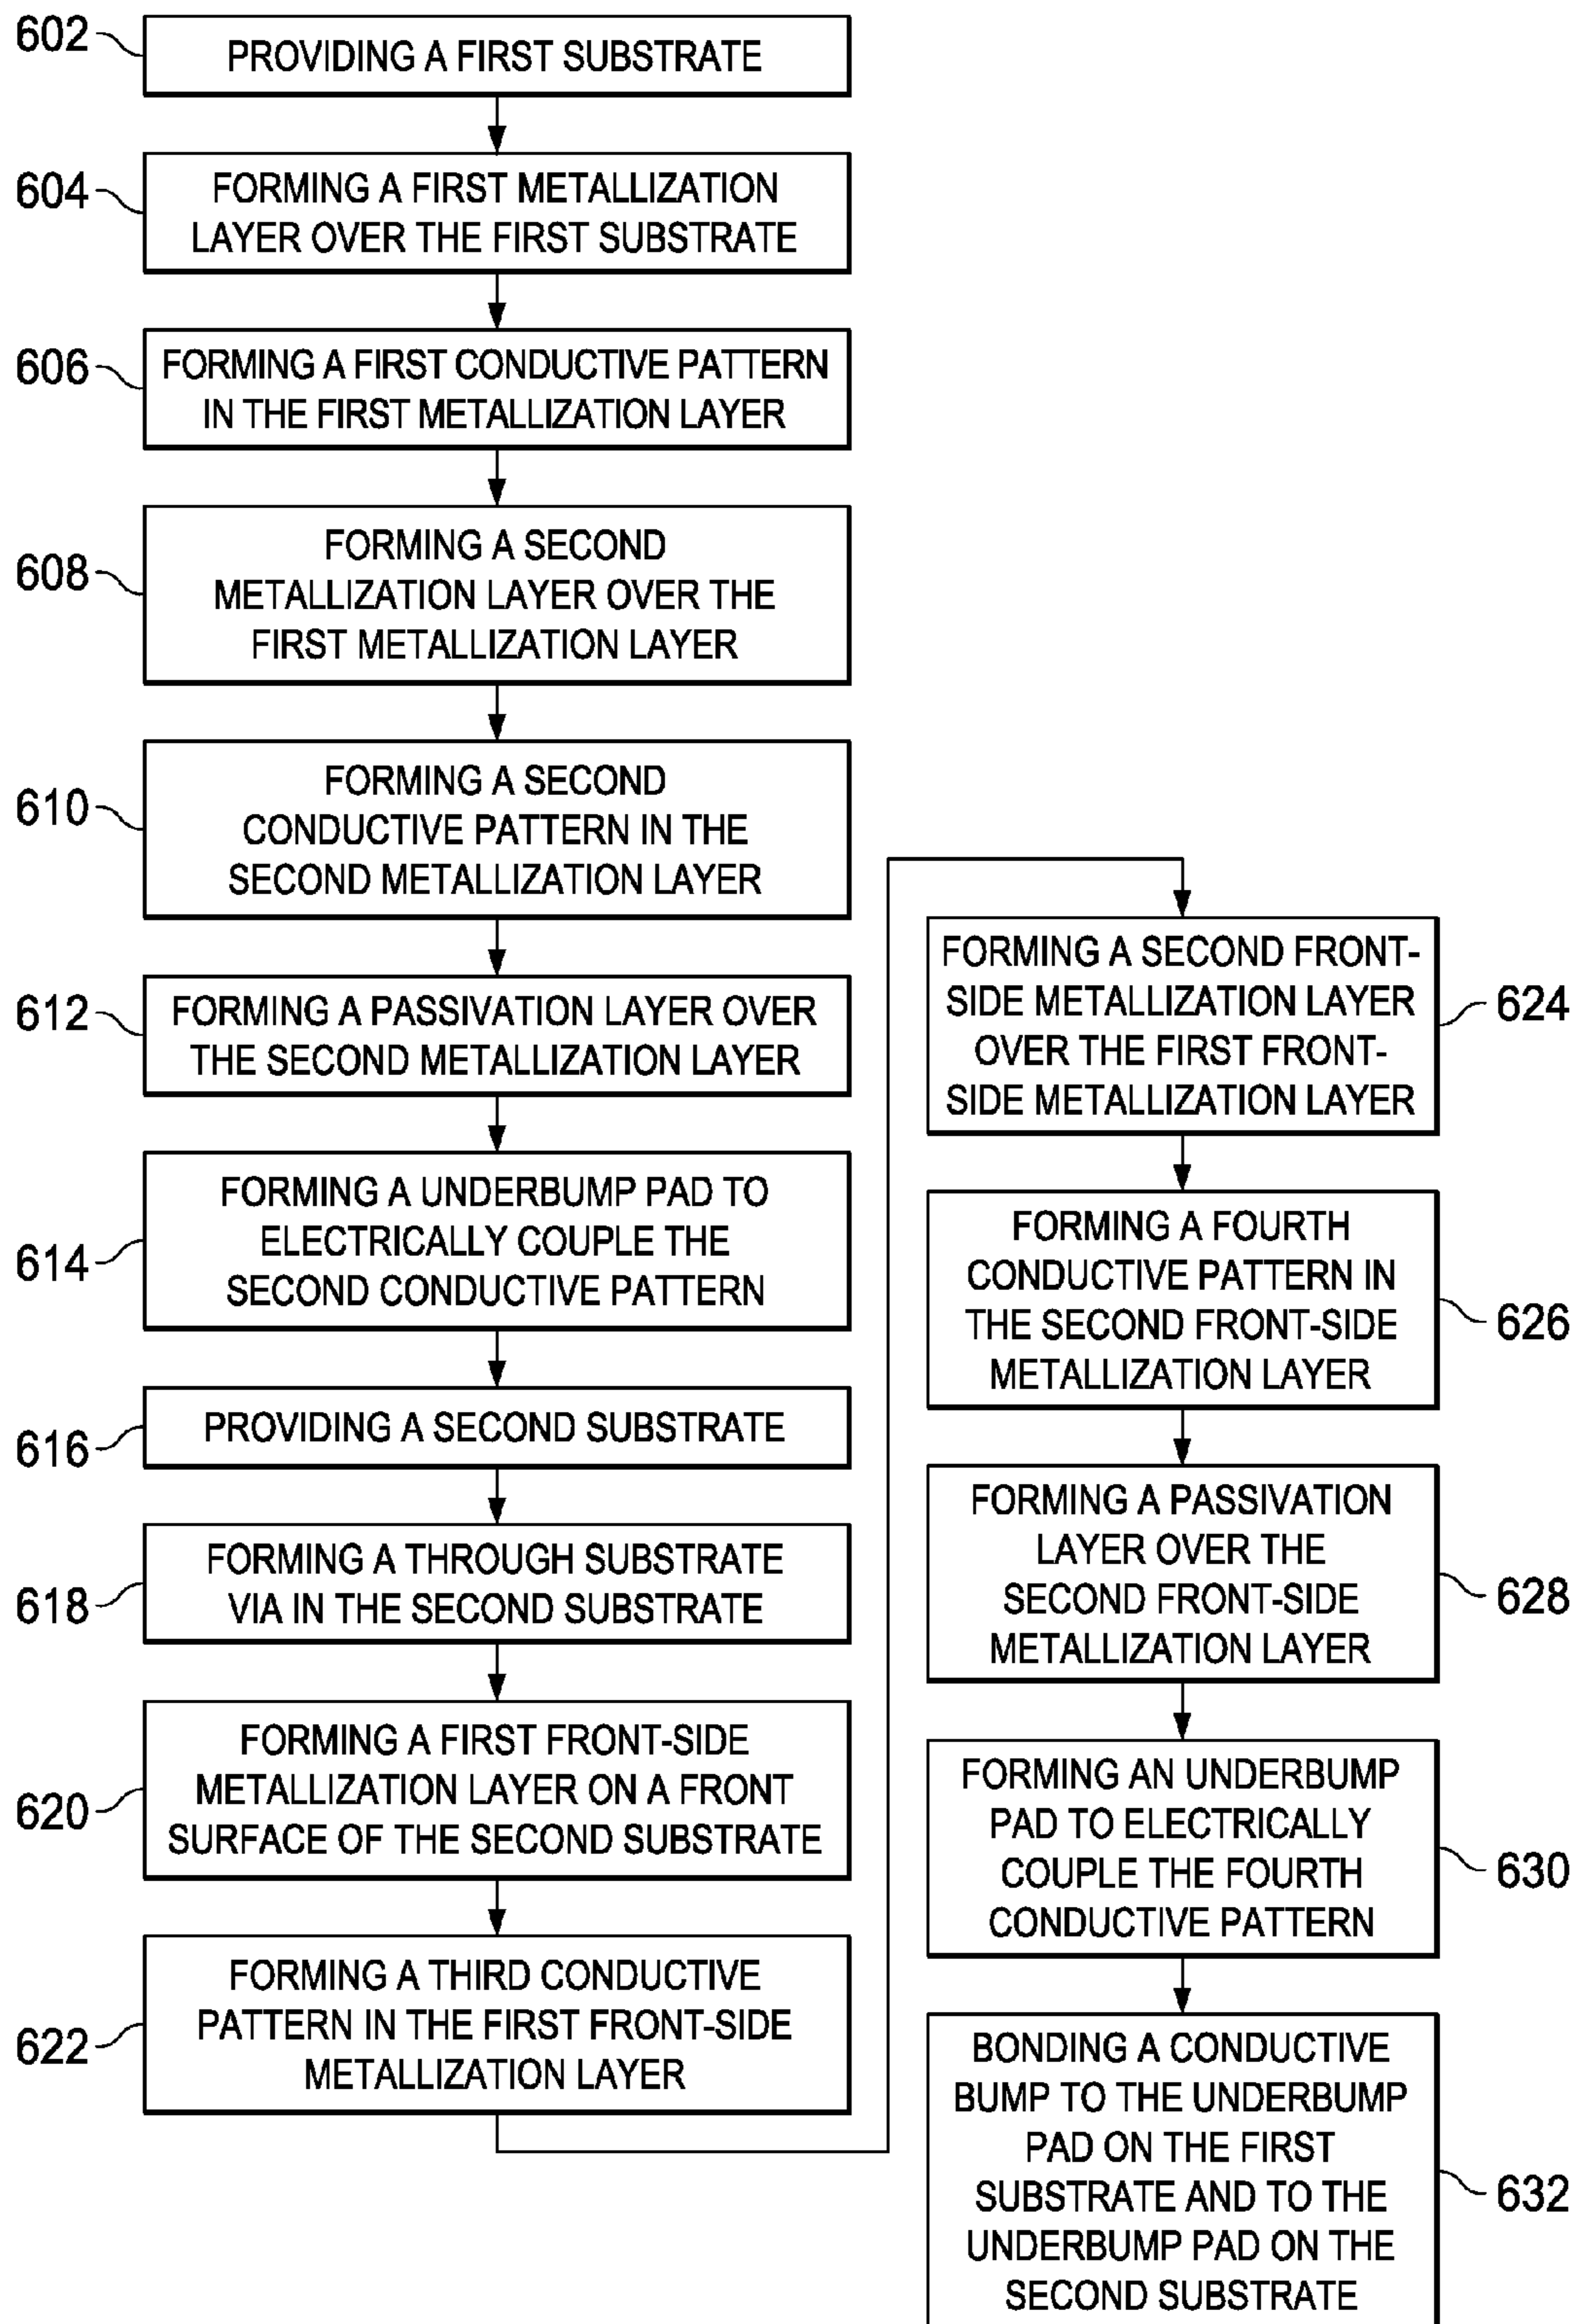 602
PROVIDING A FIRST SUBSTRATE
604
FORMING A FIRST METALLIZATION
LAYER OVER THE FIRST SUBSTRATE
606
FORMING A FIRST CONDUCTIVE PATTERN
IN THE FIRST METALLIZATION LAYER
608
FORMING A SECOND
METALLIZATION LAYER OVER THE
FIRST METALLIZATION LAYER
610
FORMING A SECOND
CONDUCTIVE PATTERN IN THE
SECOND METALLIZATION LAYER
612
FORMING A PASSIVATION LAYER OVER
THE SECOND METALLIZATION LAYER
614
FORMING A UNDERBUMP PAD TO
ELECTRICALLY COUPLE THE
SECOND CONDUCTIVE PATTERN
616
PROVIDING A SECOND SUBSTRATE
618
FORMING A THROUGH SUBSTRATE
VIA IN THE SECOND SUBSTRATE
620
FORMING A FIRST FRONT-SIDE
METALLIZATION LAYER ON A FRONT
SURFACE OF THE SECOND SUBSTRATE
622
FORMING A THIRD CONDUCTIVE
PATTERN IN THE FIRST FRONT-SIDE
METALLIZATION LAYER
FORMING A SECOND FRONT-
SIDE METALLIZATION LAYER
OVER THE FIRST FRONT-
SIDE METALLIZATION LAYER
624
FORMING A FOURTH
CONDUCTIVE PATTERN IN
THE SECOND FRONT-SIDE
METALLIZATION LAYER
626
FORMING A PASSIVATION
LAYER OVER THE
SECOND FRONT-SIDE
METALLIZATION LAYER
628
FORMING AN UNDERBUMP
PAD TO ELECTRICALLY
COUPLE THE FOURTH
CONDUCTIVE PATTERN
630
BONDING A CONDUCTIVE
BUMP TO THE UNDERBUMP
PAD ON THE FIRST
SUBSTRATE AND TO THE
UNDERBUMP PAD ON THE
SECOND SUBSTRATE
632